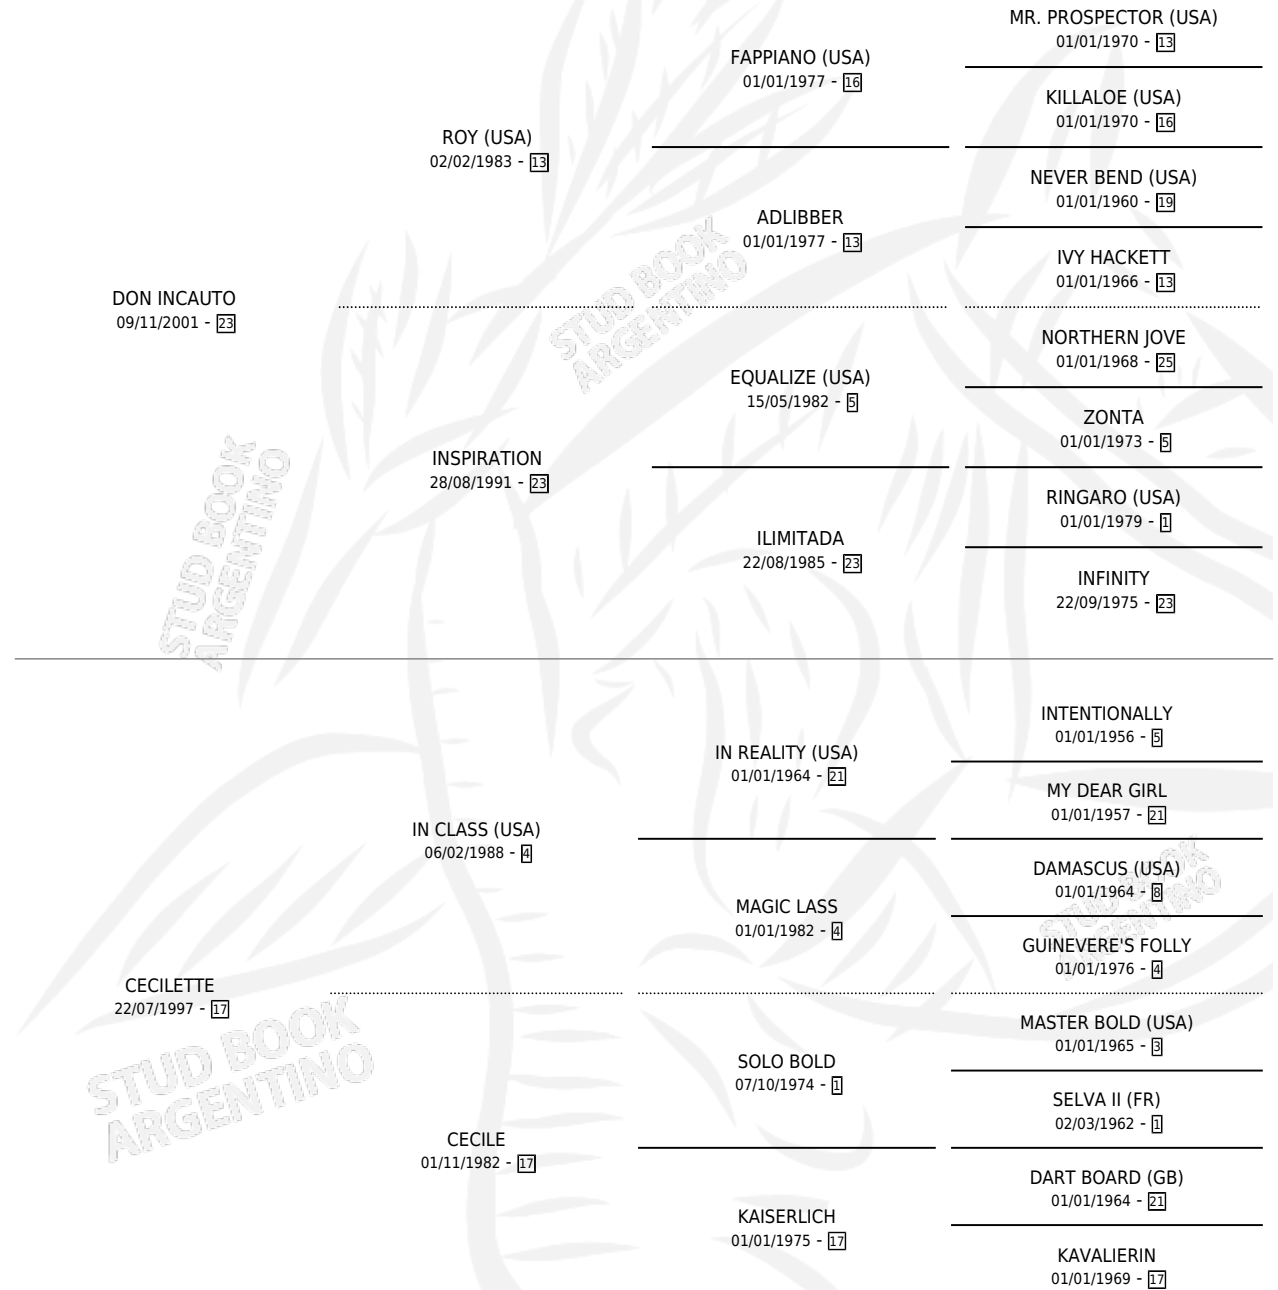 MR. PROSPECTOR (USA)
01/01/1970 - 13
FAPPIANO (USA)
01/01/1977 - 16
KILLALOE (USA)
01/01/1970 - 16
ROY (USA)
02/02/1983 - 13
NEVER BEND (USA)
01/01/1960 - 19
ADLIBBER
01/01/1977 - 13
IVY HACKETT
01/01/1966 - 13
DON INCAUTO
09/11/2001 - 23
NORTHERN JOVE
01/01/1968 - 25
EQUALIZE (USA)
15/05/1982 - 5
ZONTA
01/01/1973 - 5
INSPIRATION
28/08/1991 - 23
RINGARO (USA)
01/01/1979 - 1
ILIMITADA
22/08/1985 - 23
INFINITY
22/09/1975 - 23
INTENTIONALLY
01/01/1956 - 5
IN REALITY (USA)
01/01/1964 - 21
MY DEAR GIRL
01/01/1957 - 21
IN CLASS (USA)
06/02/1988 - 4
DAMASCUS (USA)
01/01/1964 - 8
MAGIC LASS
01/01/1982 - 4
GUINEVERE'S FOLLY
01/01/1976 - 4
CECILETTE
22/07/1997 - 17
MASTER BOLD (USA)
01/01/1965 - 3
SOLO BOLD
07/10/1974 - 1
SELVA II (FR)
02/03/1962 - 1
CECILE
01/11/1982 - 17
DART BOARD (GB)
01/01/1964 - 21
KAISERLICH
01/01/1975 - 17
KAVALIERIN
01/01/1969 - 17
STUD BOOK
ARGENTINO
STUD BOOK
ARGENTINO
STUD BOOK
ARGENTINO
STUD BOOK
ARGENTINO